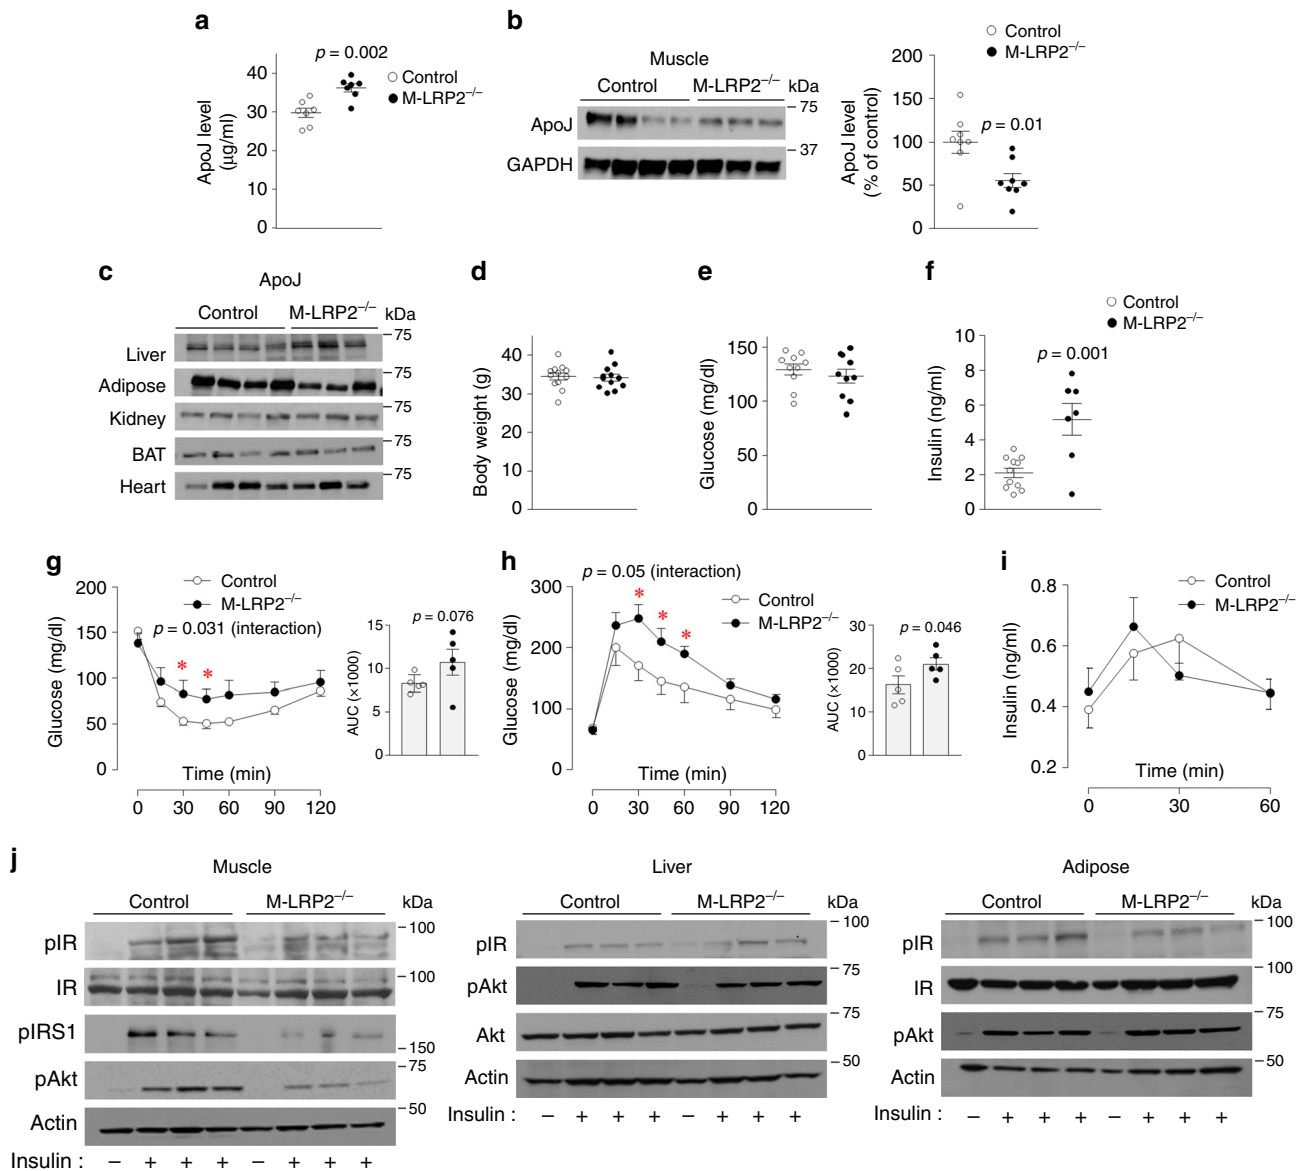 a
p = 0.002
ApoJ level
(μg/ml)
40
30
20
10
0
Control
M-LRP2–/–
b
Muscle
Control
M-LRP2–/–
kDa
ApoJ
75
GAPDH
37
Control
M-LRP2–/–
ApoJ level
(% of control)
200
150
100
50
0
p = 0.01
c
ApoJ
Control
M-LRP2–/–
kDa
Liver
75
Adipose
75
Kidney
75
BAT
75
Heart
75
d
Body weight (g)
40
30
20
10
0
e
Glucose (mg/dl)
150
100
50
0
f
Control
M-LRP2–/–
Insulin (ng/ml)
10
8
6
4
2
0
p = 0.001
g
Control
M-LRP2–/–
p = 0.031 (interaction)
* *
Glucose (mg/dl)
200
150
100
50
0
Time (min)
0 30 60 90 120
p = 0.076
AUC (×1000)
15
10
5
0
h
p = 0.05 (interaction)
* * *
Control
M-LRP2–/–
Glucose (mg/dl)
300
200
100
0
Time (min)
0 30 60 90 120
p = 0.046
AUC (×1000)
30
20
10
0
i
Control
M-LRP2–/–
Insulin (ng/ml)
0.8
0.6
0.4
0.2
Time (min)
0 30 60
j
Muscle
Control
M-LRP2–/–
kDa
pIR
100
IR
100
pIRS1
150
pAkt
75
Actin
50
Insulin : – + + + – + + +
Liver
Control
M-LRP2–/–
kDa
pIR
100
pAkt
75
Akt
75
Actin
50
Insulin : – + + + – + + +
Adipose
Control
M-LRP2–/–
kDa
pIR
100
IR
100
pAkt
75
Actin
50
Insulin : – + + + – + + +